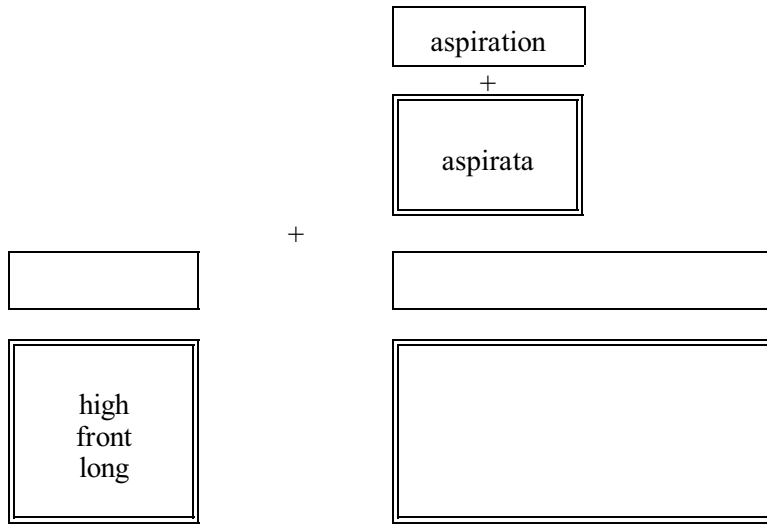 aspiration
+
aspirata
+
high
front
long